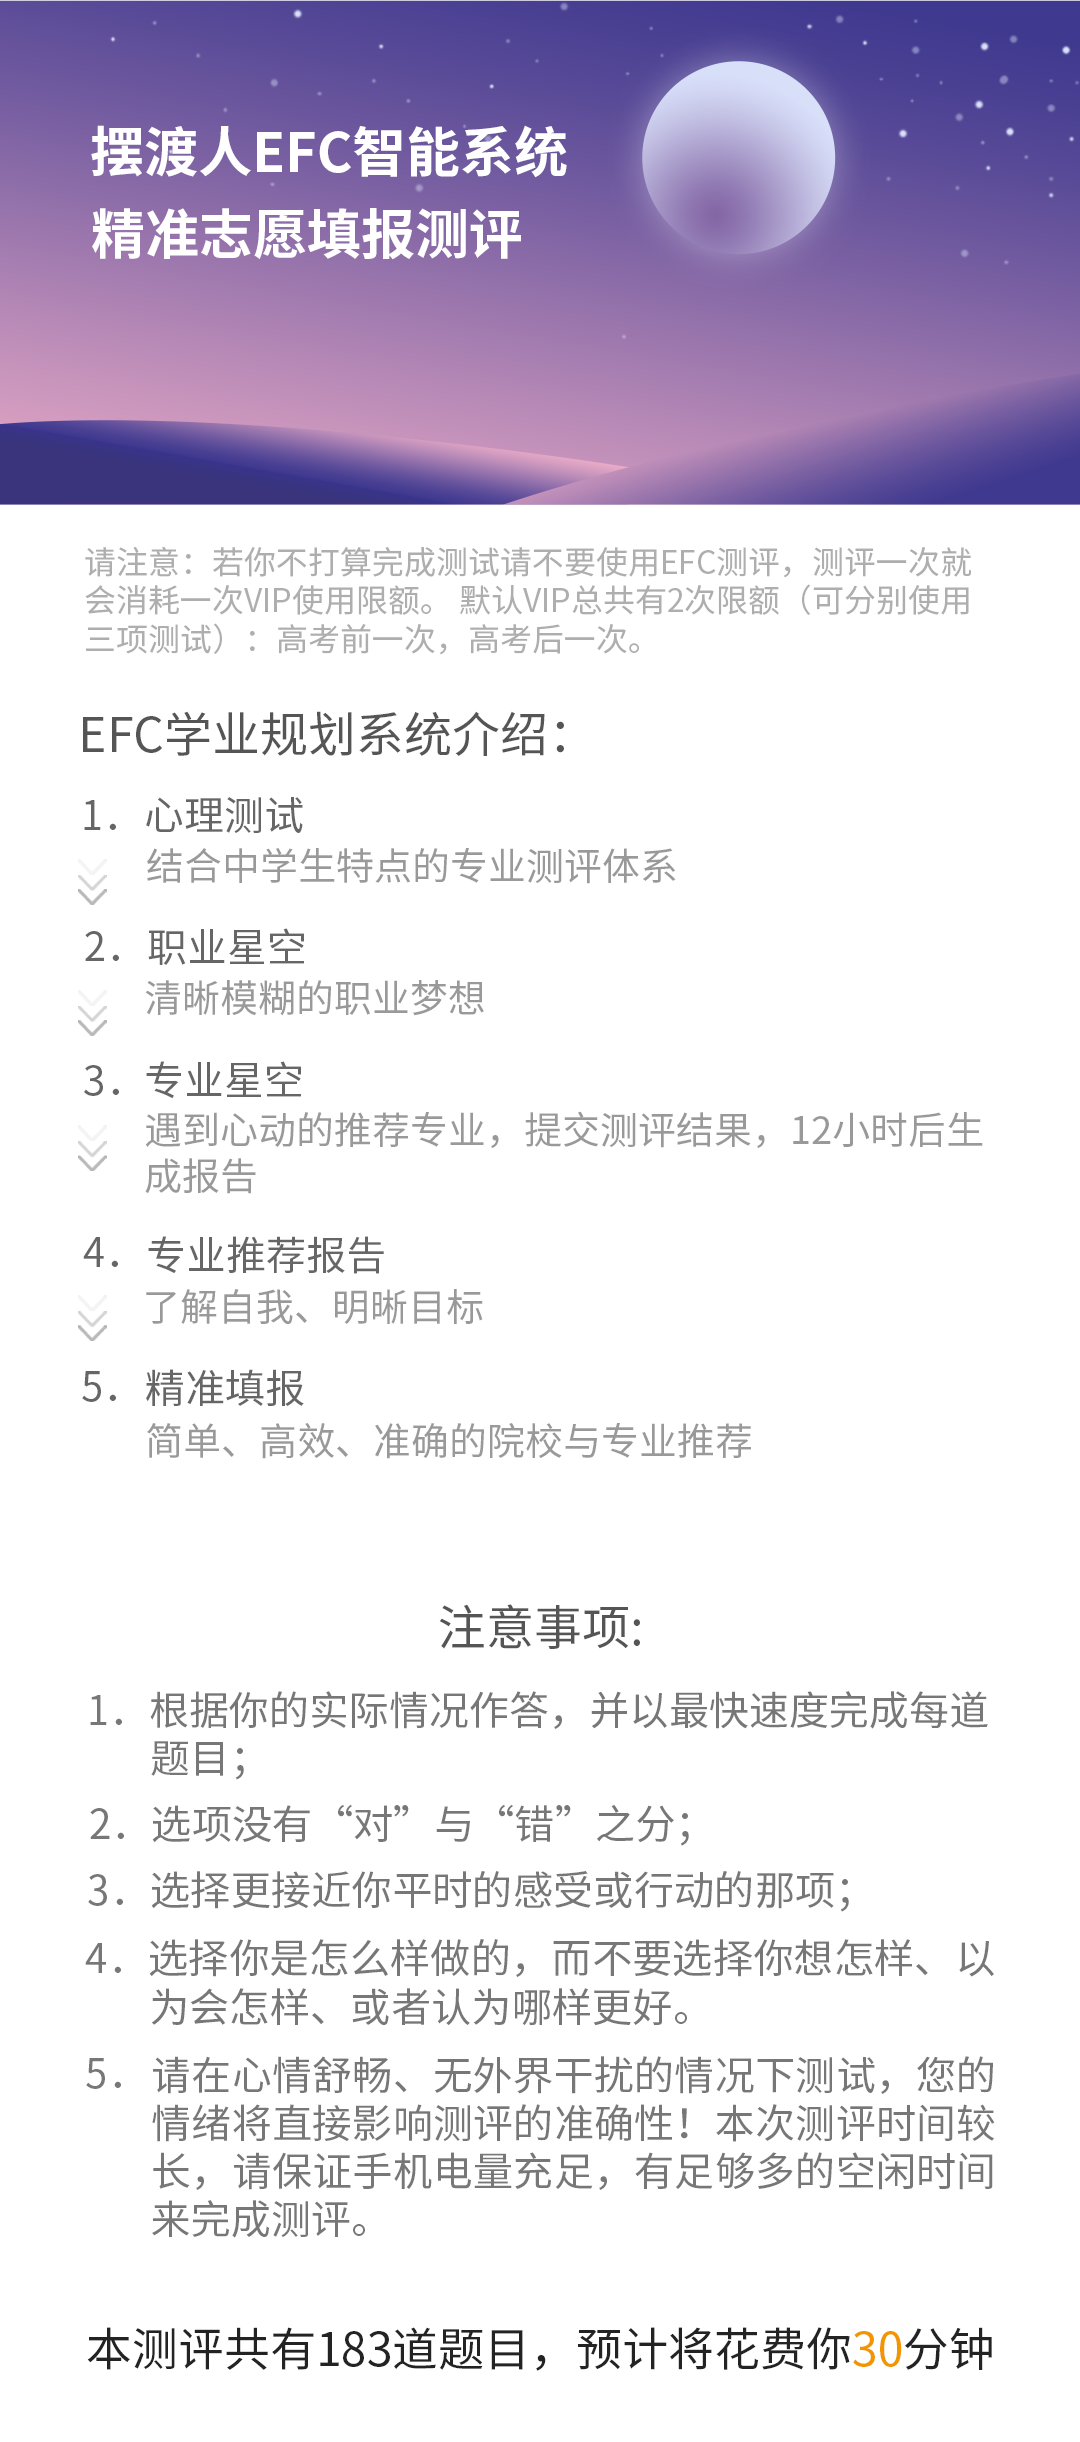 摆渡人EFC智能系统
精准志愿填报测评
请注意：若你不打算完成测试请不要使用EFC测评，测评一次就
会消耗一次VIP使用限额。 默认VIP总共有2次限额（可分别使用
三项测试）：高考前一次，高考后一次。
EFC学业规划系统介绍：
1. 心理测试
结合中学生特点的专业测评体系
2. 职业星空
清晰模糊的职业梦想
3. 专业星空
遇到心动的推荐专业，提交测评结果，12小时后生
成报告
4. 专业推荐报告
了解自我、明晰目标
5. 精准填报
简单、高效、准确的院校与专业推荐
注意事项:
1. 根据你的实际情况作答，并以最快速度完成每道
题目；
2. 选项没有“对”与“错”之分；
3. 选择更接近你平时的感受或行动的那项；
4. 选择你是怎么样做的，而不要选择你想怎样、以
为会怎样、或者认为哪样更好。
5. 请在心情舒畅、无外界干扰的情况下测试，您的
情绪将直接影响测评的准确性！本次测评时间较
长，请保证手机电量充足，有足够多的空闲时间
来完成测评。
本测评共有183道题目，预计将花费你30分钟